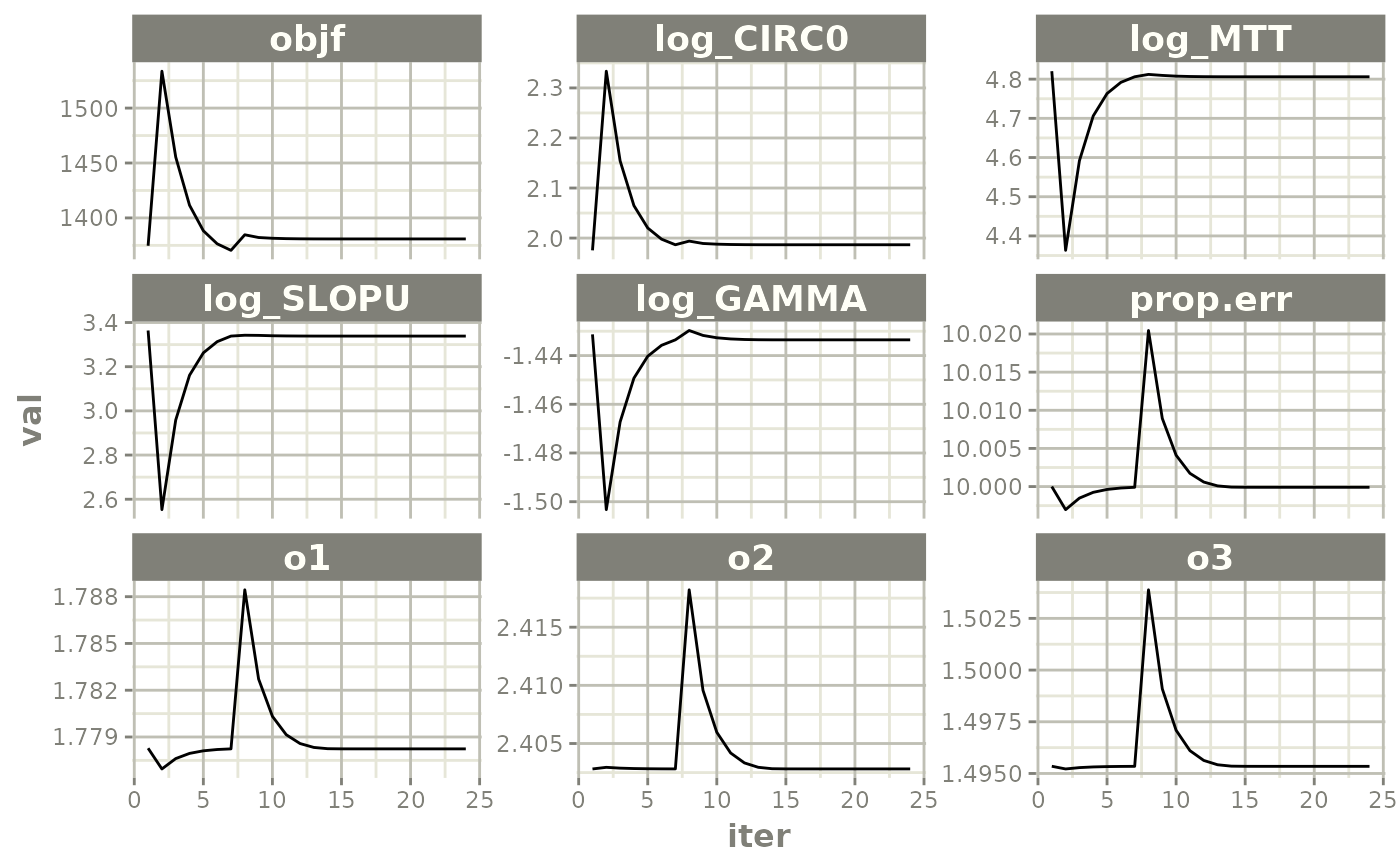 objf
log_CIRC0
log_MTT
1500
1450
1400
2.3
2.2
2.1
2.0
4.8
4.7
4.6
4.5
4.4
log_SLOPU
log_GAMMA
prop.err
3.4
3.2
3.0
2.8
2.6
-1.44
-1.46
-1.48
-1.50
10.020
10.015
10.010
10.005
10.000
val
o1
o2
o3
1.788
1.785
1.782
1.779
2.415
2.410
2.405
1.5025
1.5000
1.4975
1.4950
0 5 10 15 20 25
0 5 10 15 20 25
0 5 10 15 20 25
iter